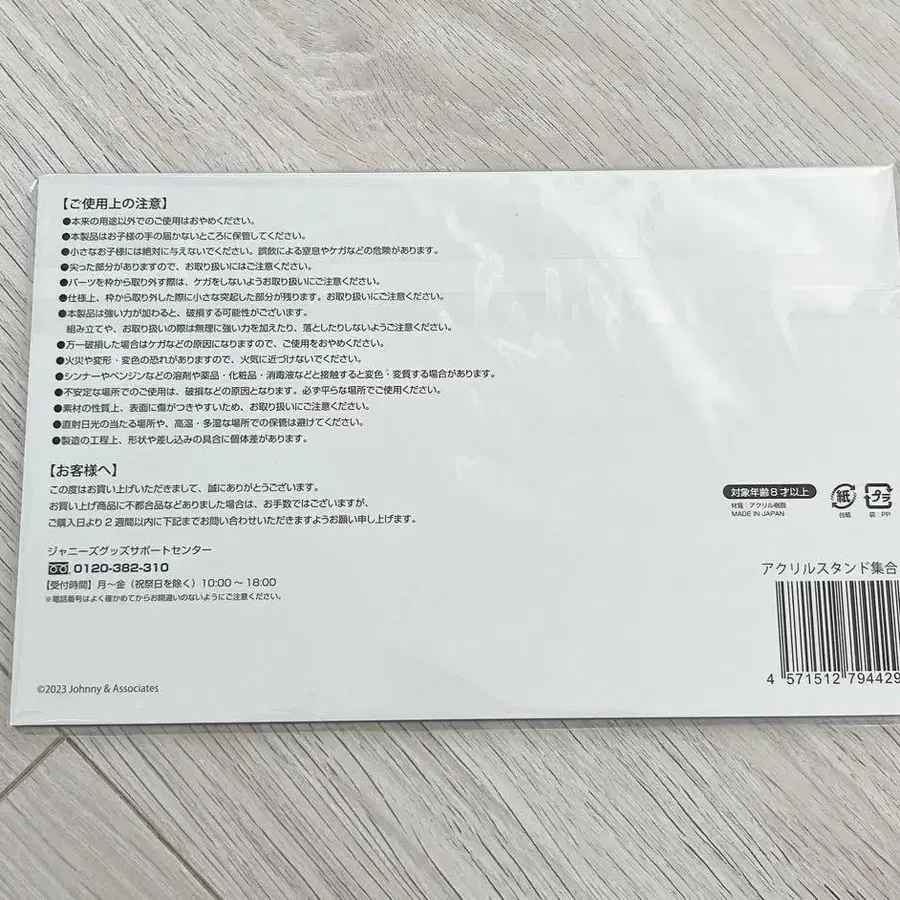 【ご使用上の注意】
●本来の用途以外でのご使用はおやめください。
●本製品はお子様の手の届かないところに保管してください。
●小さなお子様には絶対に与えないでください。誤飲による窒息やケガなどの危険があります。
●尖った部分がありますので、お取り扱いにはご注意ください。
●パーツを枠から取り外す際は、ケガをしないようお取り扱いにご注意ください。
●仕様上、枠から取り外した際に小さな突起した部分が残ります。お取り扱いにご注意ください。
●本製品は強い力が加わると、破損する可能性がございます。
組み立てや、お取り扱いの際は無理に強い力を加えたり、落としたりしないようご注意ください。
●万一破損した場合はケガなどの原因になりますので、ご使用をおやめください。
●火災や変形・変色の恐れがありますので、火気に近づけないでください。
●シンナーやベンジンなどの溶剤や薬品・化粧品・消毒液などと接触すると変色・変質する場合があります。
●不安定な場所でのご使用は、破損などの原因となります。必ず平らな場所でご使用ください。
●素材の性質上、表面に傷がつきやすいため、お取り扱いにご注意ください。
●直射日光の当たる場所や、高温・多湿な場所での保管は避けてください。
●製造の工程上、形状や差し込みの具合に個体差があります。
【お客様へ】
この度はお買い上げいただきまして、誠にありがとうございます。
お買い上げ商品に不都合品などありました場合は、お手数ではございますが、
ご購入日より2週間以内に下記までお問い合わせいただきますようお願い申し上げます。
ジャニーズグッズサポートセンター
0120-382-310
【受付時間】月～金（祝祭日を除く）10:00～18:00
※電話番号はよく確かめてからお間違いのないようにご注意ください。
©2023 Johnny & Associates
対象年齢8才以上
材質：アクリル樹脂
MADE IN JAPAN
紙
台紙
プラ
袋：PP
アクリルスタンド集合
4 571512 794429